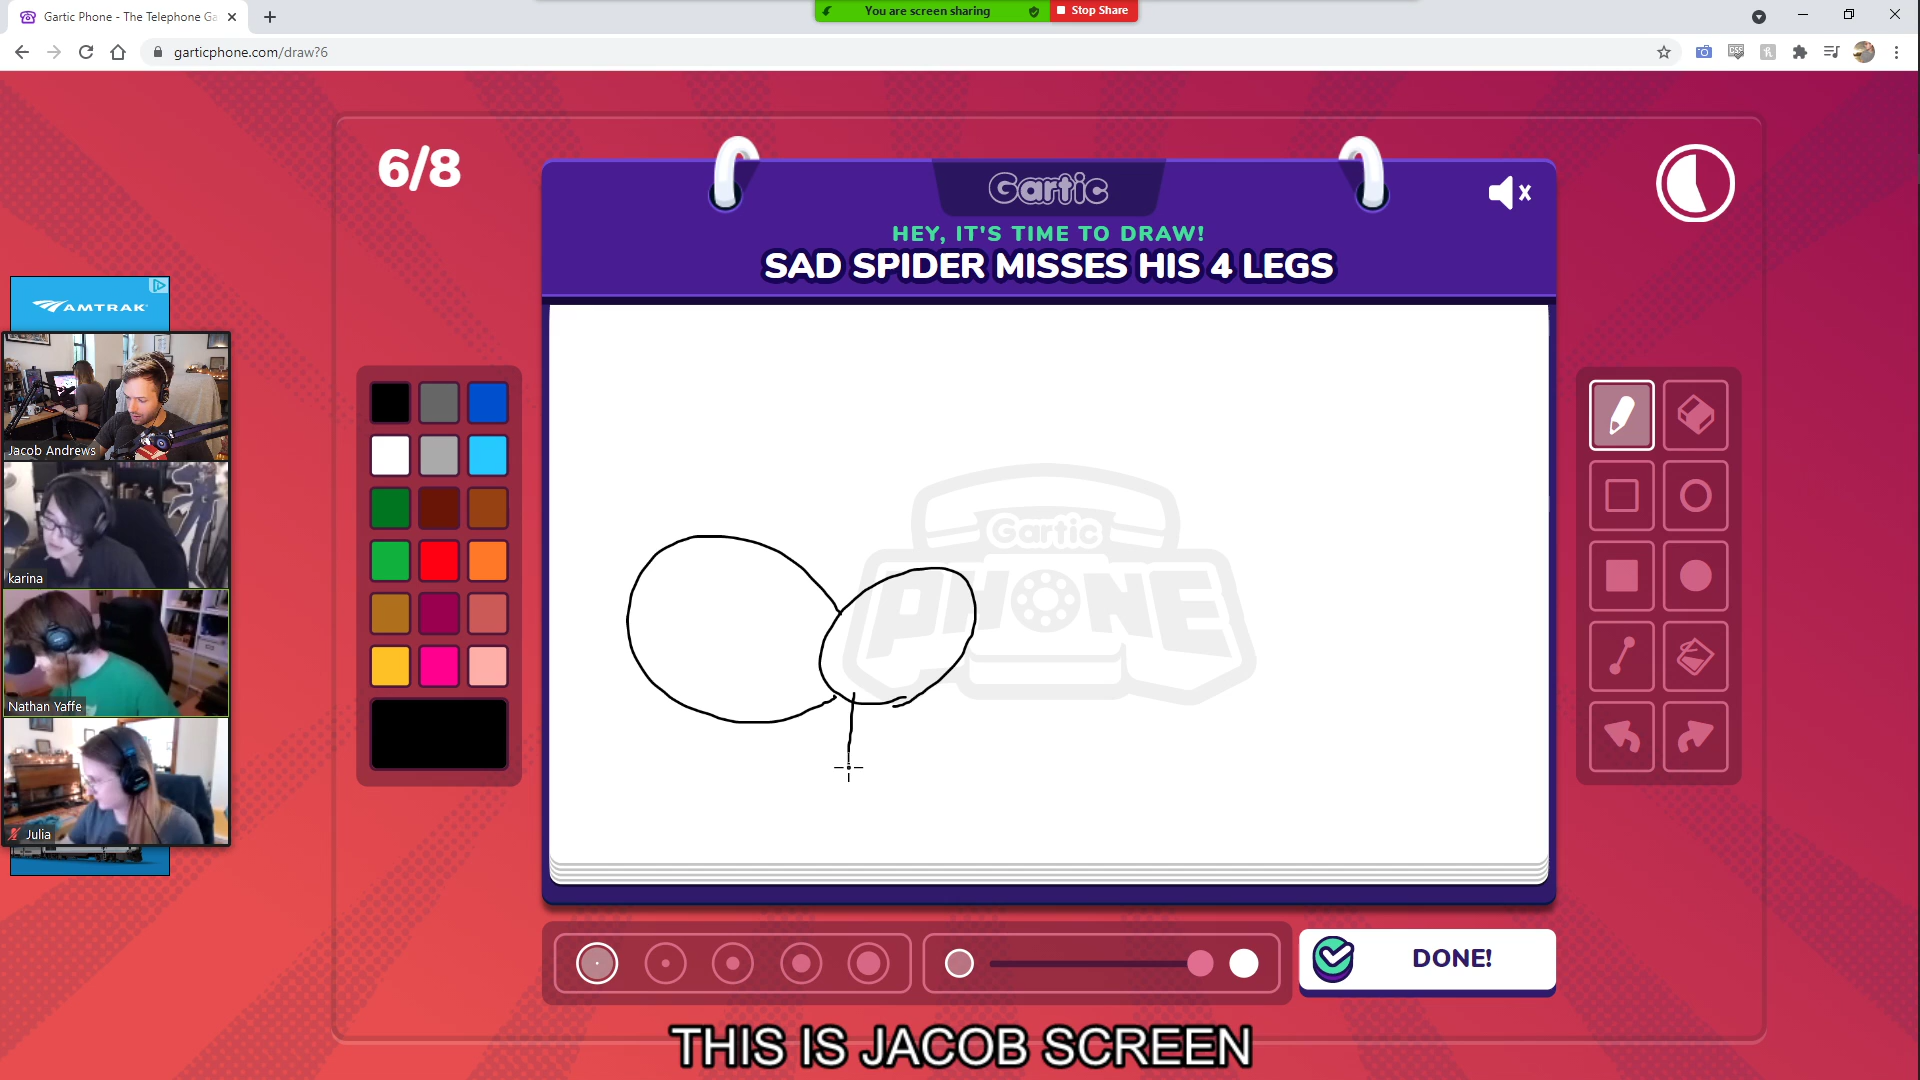 Gartic Phone - The Telephone Ga
You are screen sharing
Stop Share
garticphone.com/draw?6
6/8
Gartic
HEY, IT'S TIME TO DRAW!
SAD SPIDER MISSES HIS 4 LEGS
AMTRAK
Jacob Andrews
karina
Nathan Yaffe
Julia
Gartic
PHONE
DONE!
THIS IS JACOB SCREEN